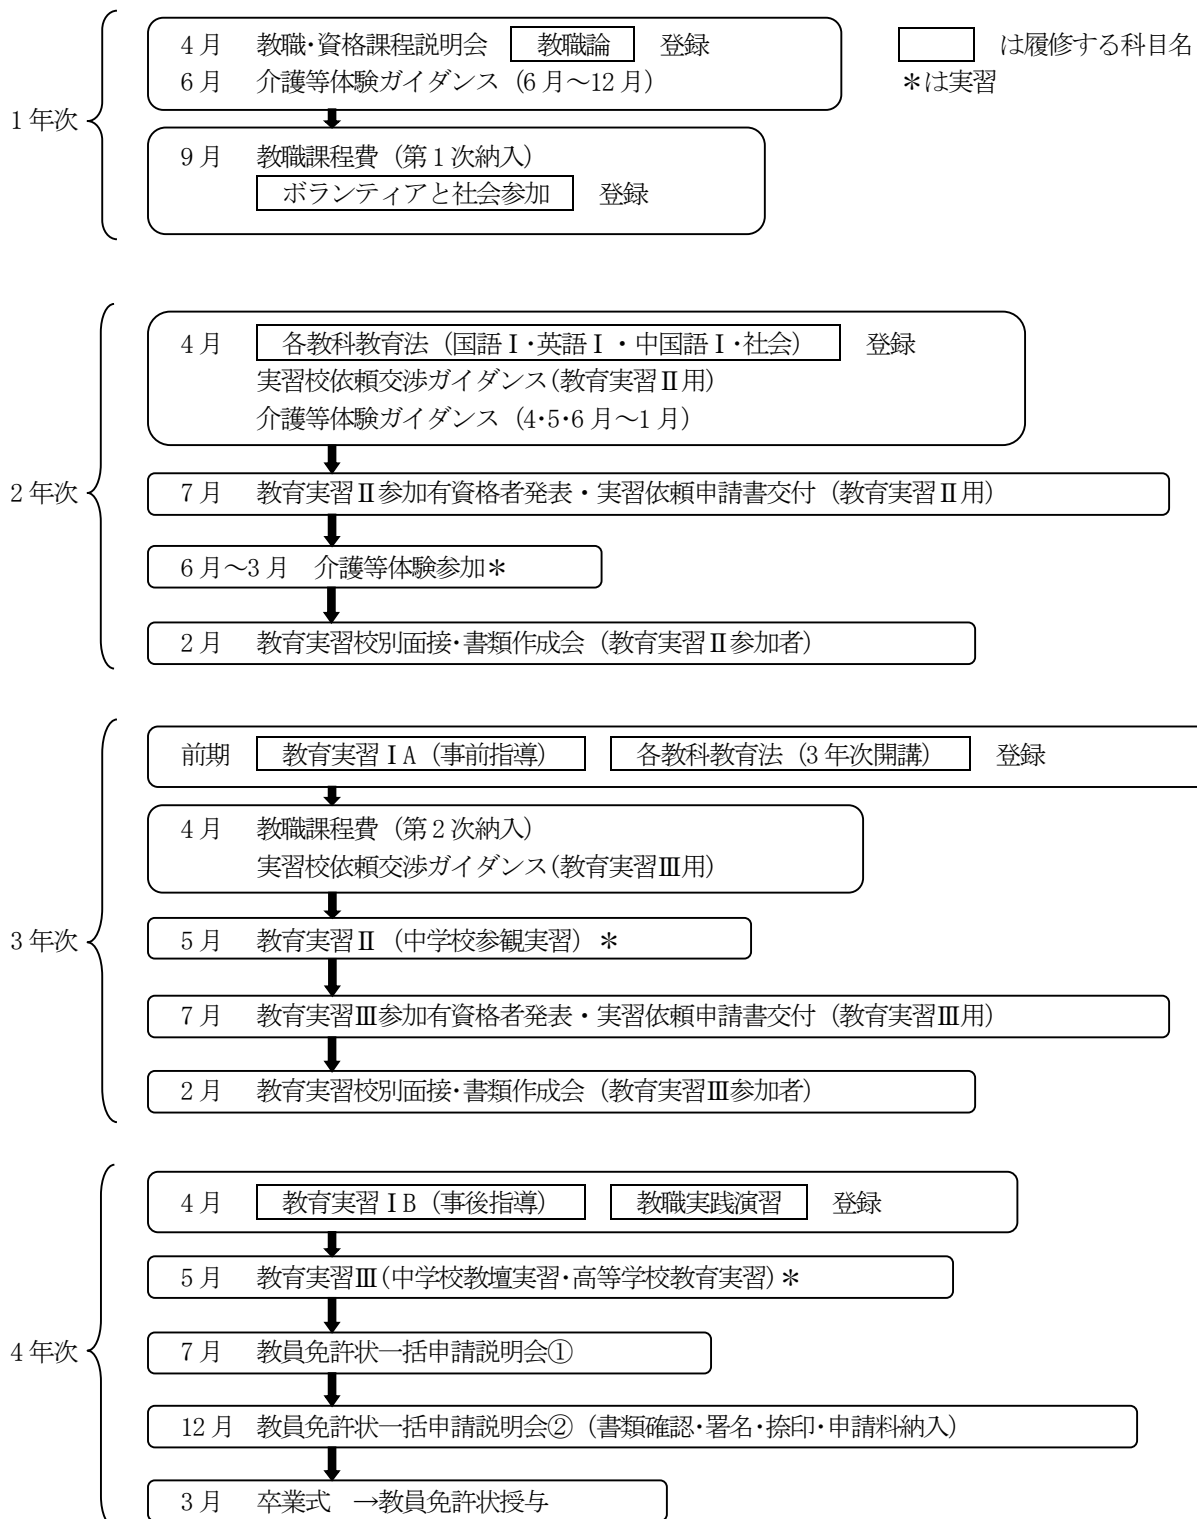 1年次
4月 教職・資格課程説明会 教職論 登録
は履修する科目名
6月 介護等体験ガイダンス（6月～12月）
＊は実習
9月 教職課程費（第1次納入）
ボランティアと社会参加 登録
2年次
4月 各教科教育法（国語Ⅰ・英語Ⅰ・中国語Ⅰ・社会） 登録
実習校依頼交渉ガイダンス（教育実習Ⅱ用）
介護等体験ガイダンス（4・5・6月～1月）
7月 教育実習Ⅱ参加有資格者発表・実習依頼申請書交付（教育実習Ⅱ用）
6月～3月 介護等体験参加＊
2月 教育実習校別面接・書類作成会（教育実習Ⅱ参加者）
3年次
前期 教育実習ⅠA（事前指導） 各教科教育法（3年次開講） 登録
4月 教職課程費（第2次納入）
実習校依頼交渉ガイダンス（教育実習Ⅲ用）
5月 教育実習Ⅱ（中学校参観実習）＊
7月 教育実習Ⅲ参加有資格者発表・実習依頼申請書交付（教育実習Ⅲ用）
2月 教育実習校別面接・書類作成会（教育実習Ⅲ参加者）
4年次
4月 教育実習ⅠB（事後指導） 教職実践演習 登録
5月 教育実習Ⅲ（中学校教壇実習・高等学校教育実習）＊
7月 教員免許状一括申請説明会①
12月 教員免許状一括申請説明会②（書類確認・署名・捺印・申請料納入）
3月 卒業式 →教員免許状授与